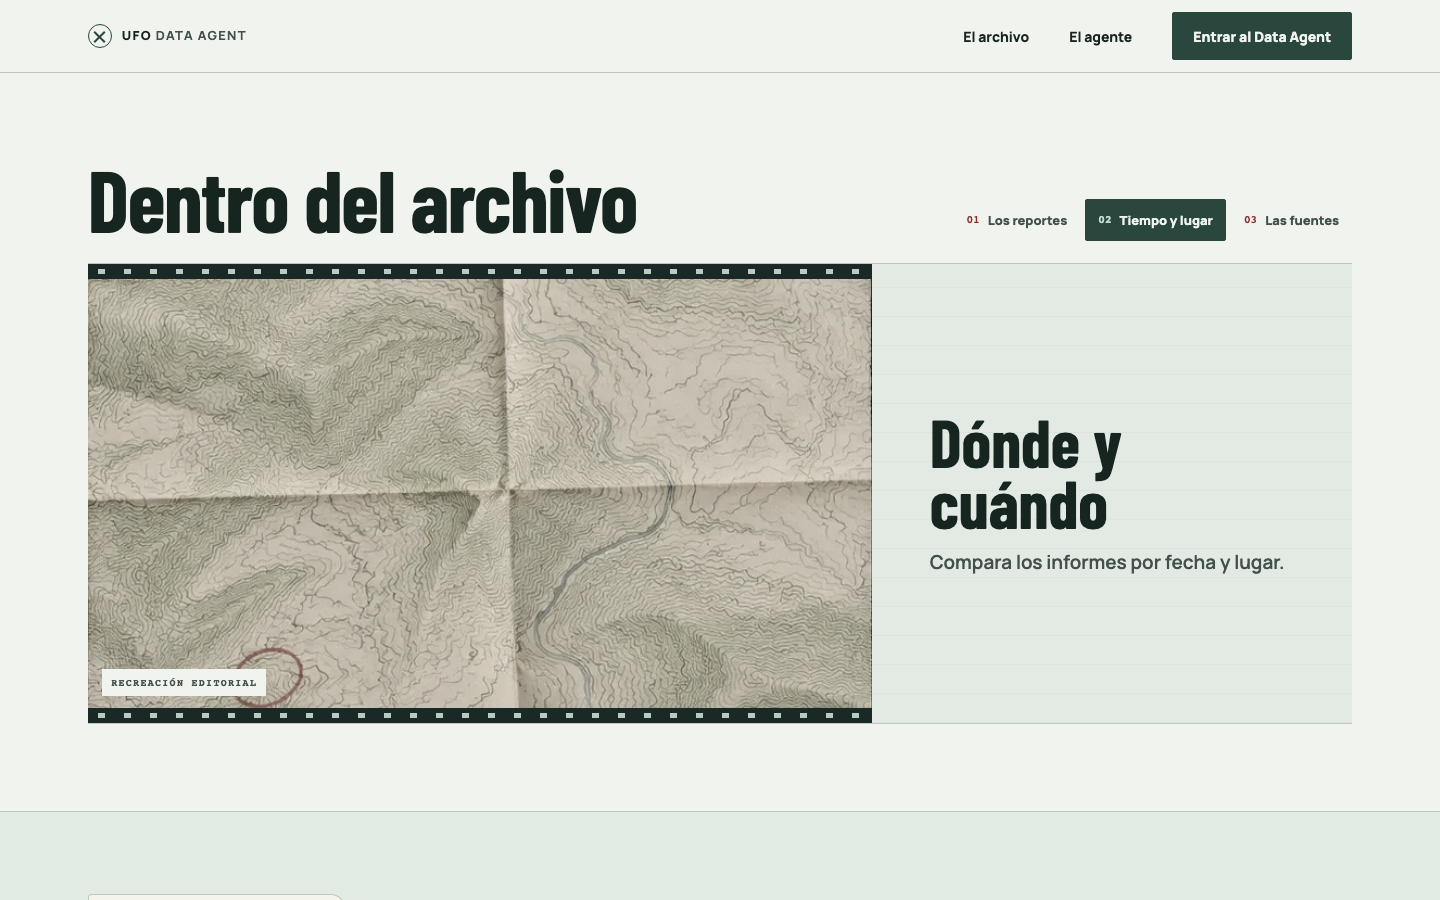 UFO DATA AGENT
El archivo
El agente
Entrar al Data Agent
Dentro del archivo
01 Los reportes
02 Tiempo y lugar
03 Las fuentes
RECREACIÓN EDITORIAL
Dónde y
cuándo
Compara los informes por fecha y lugar.